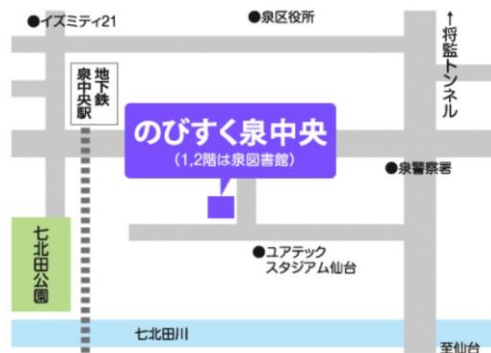 ●イズミティ21
●泉区役所
←将監トンネル
地下鉄
泉中央駅
のびすく泉中央
(1,2階は泉図書館)
●泉警察署
七北田公園
●ユアテック
スタジアム仙台
七北田川
至仙台